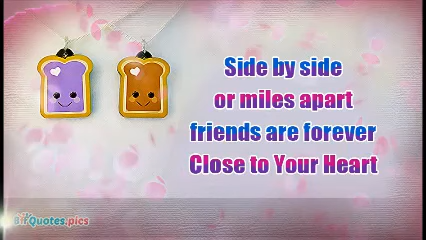 Side by side
or miles apart
friends are forever
Close to Your Heart
BFQuotes.pics